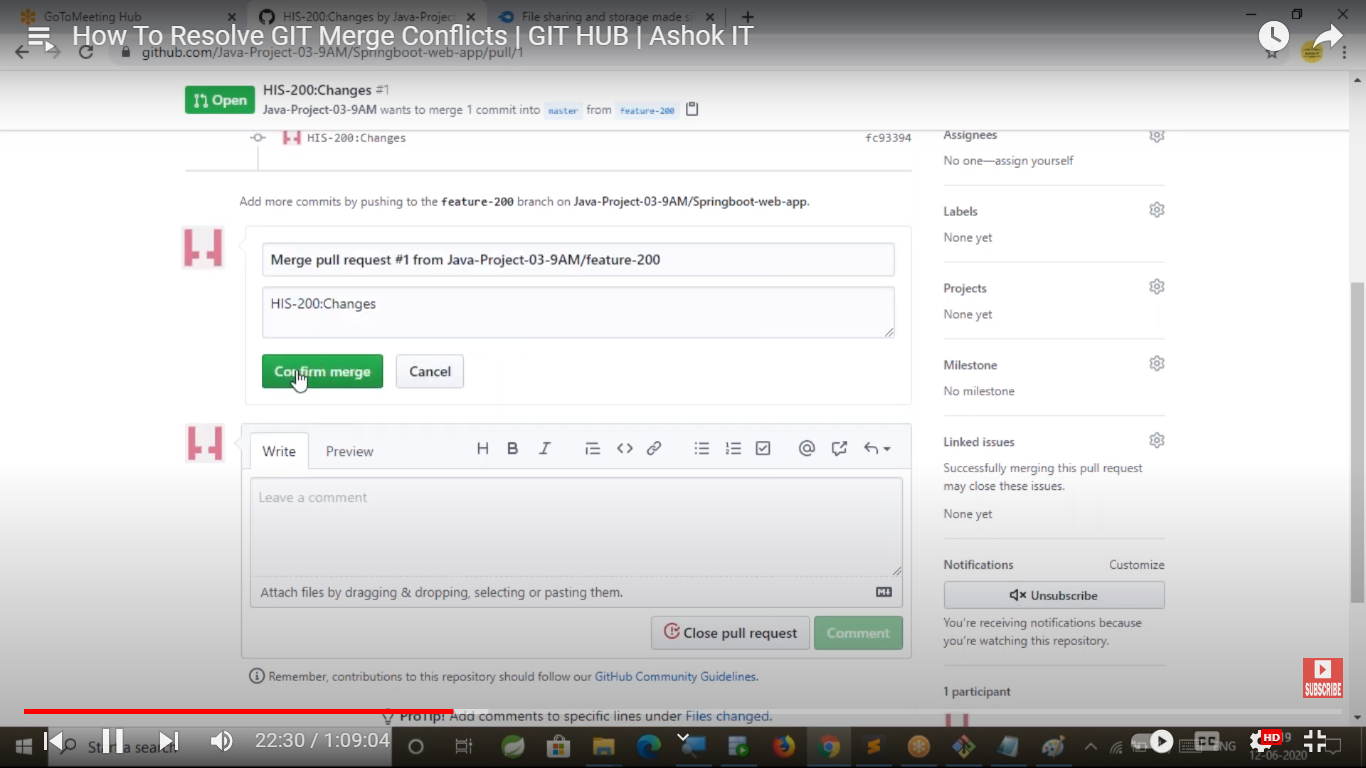 GoToMeeting Hub
HIS-200:Changes by Java-Project
File sharing and storage made si
How To Resolve GIT Merge Conflicts | GIT HUB | Ashok IT
github.com/Java-Project-03-9AM/Springboot-web-app/pull/1
Open
HIS-200:Changes #1
Java-Project-03-9AM wants to merge 1 commit into master from feature-200
HIS-200:Changes fc93394
Assignees
No one—assign yourself
Add more commits by pushing to the feature-200 branch on Java-Project-03-9AM/Springboot-web-app.
Labels
None yet
Merge pull request #1 from Java-Project-03-9AM/feature-200
Projects
None yet
HIS-200:Changes
Milestone
No milestone
Confirm merge Cancel
Linked issues
Successfully merging this pull request
may close these issues.
None yet
Write Preview
H B I
Leave a comment
Attach files by dragging & dropping, selecting or pasting them.
Close pull request Comment
Notifications Customize
Unsubscribe
You're receiving notifications because
you're watching this repository.
Remember, contributions to this repository should follow our GitHub Community Guidelines.
1 participant
SUBSCRIBE
ProTip! Add comments to specific lines under Files changed.
22:30 / 1:09:04
CC
HD
12-06-2020